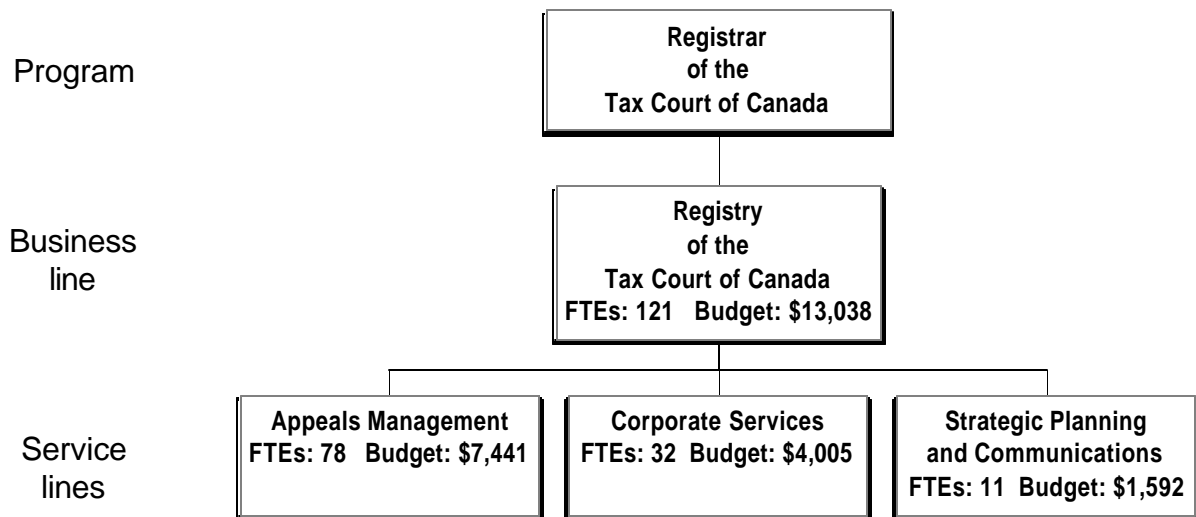 Program
Registrar
of the
Tax Court of Canada
Business
line
Registry
of the
Tax Court of Canada
FTEs: 121 Budget: $13,038
Service
lines
Appeals Management
FTEs: 78 Budget: $7,441
Corporate Services
FTEs: 32 Budget: $4,005
Strategic Planning
and Communications
FTEs: 11 Budget: $1,592